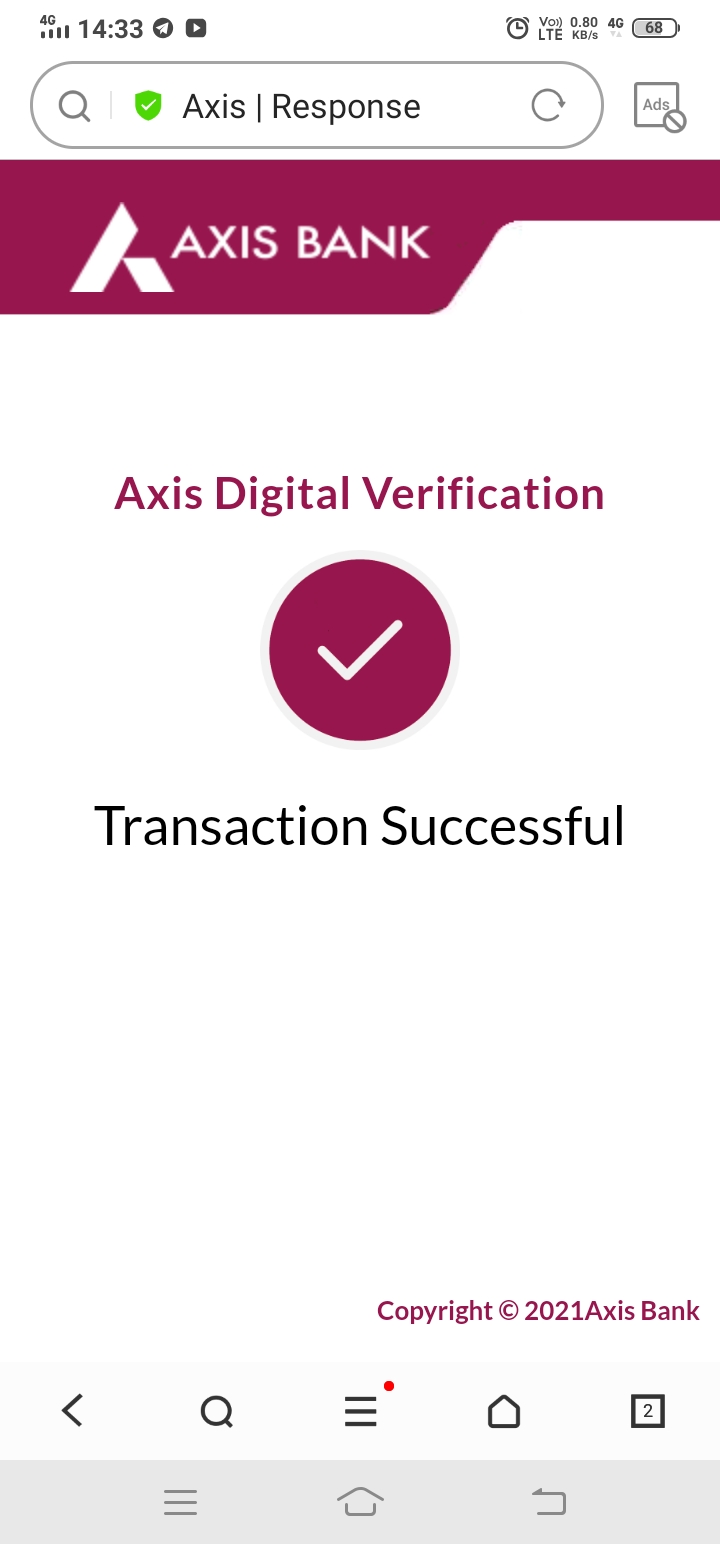 4G 14:33 Vo)) LTE 0.80 KB/s 4G 68
Axis | Response
Ads
AXIS BANK
Axis Digital Verification
Transaction Successful
Copyright © 2021Axis Bank
2